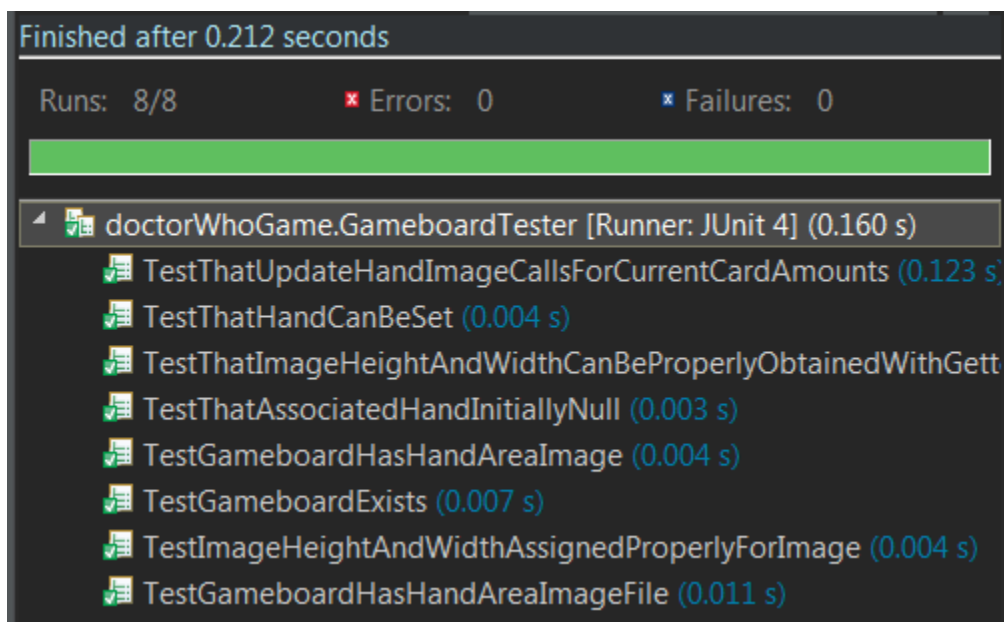 Finished after 0.212 seconds
Runs: 8/8 Errors: 0 Failures: 0
doctorWhoGame.GameboardTester [Runner: JUnit 4] (0.160 s)
TestThatUpdateHandImageCallsForCurrentCardAmounts (0.123 s)
TestThatHandCanBeSet (0.004 s)
TestThatImageHeightAndWidthCanBeProperlyObtainedWithGett
TestThatAssociatedHandInitiallyNull (0.003 s)
TestGameboardHasHandAreaImage (0.004 s)
TestGameboardExists (0.007 s)
TestImageHeightAndWidthAssignedProperlyForImage (0.004 s)
TestGameboardHasHandAreaImageFile (0.011 s)